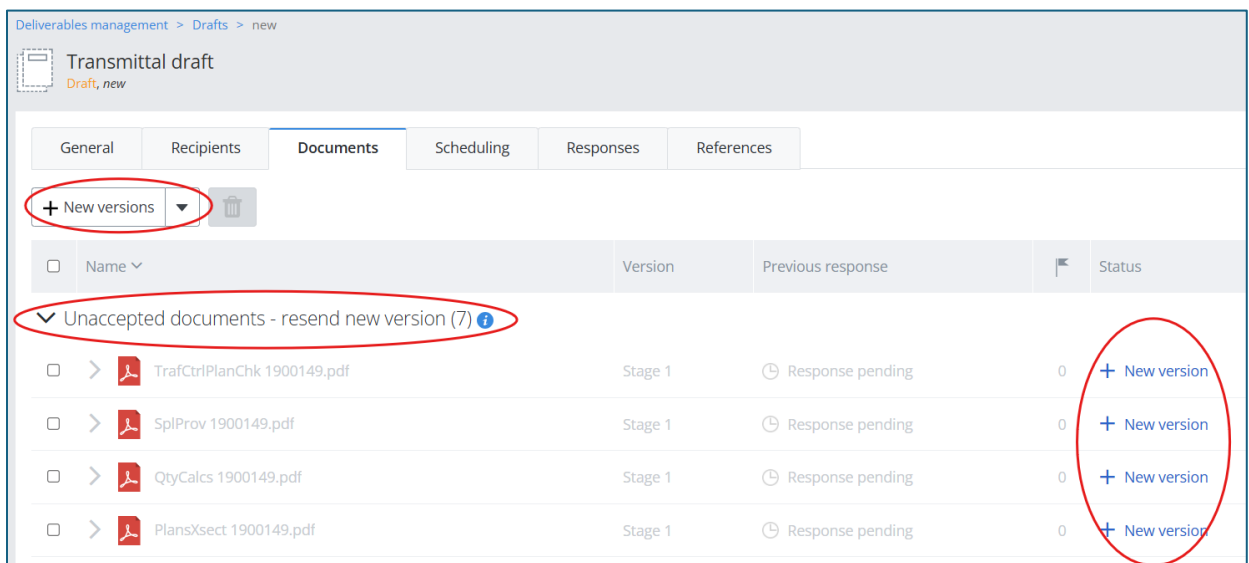 Deliverables management > Drafts > new
Transmittal draft
Draft, new
General Recipients Documents Scheduling Responses References
+ New versions
Name Version Previous response Status
Unaccepted documents - resend new version (7)
TrafCtrlPlanChk 1900149.pdf Stage 1 Response pending 0 + New version
SplProv 1900149.pdf Stage 1 Response pending 0 + New version
QtyCalcs 1900149.pdf Stage 1 Response pending 0 + New version
PlansXsect 1900149.pdf Stage 1 Response pending 0 + New version